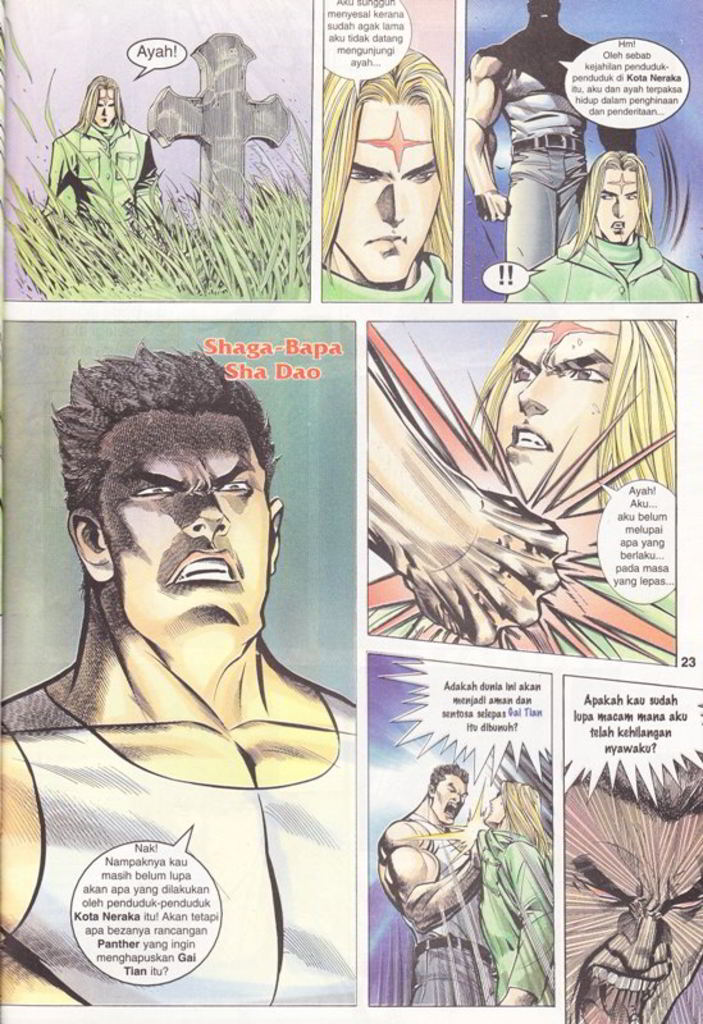 Ayah!
Aku sungguh
menyesal kerana
sudah agak lama
aku tidak datang
mengunjungi
ayah...
Hm!
Oleh sebab
kejahilan penduduk-
penduduk di Kota Neraka
itu, aku dan ayah terpaksa
hidup dalam penghinaan
dan penderitaan...
!!
Shaga-Bapa
Sha Dao
Nak!
Nampaknya kau
masih belum lupa
akan apa yang dilakukan
oleh penduduk-penduduk
Kota Neraka itu! Akan tetapi
apa bezanya rancangan
Panther yang ingin
menghapuskan Gai
Tian itu?
Ayah!
Aku...
aku belum
melupai
apa yang
berlaku...
pada masa
yang lepas...
23
Adakah dunia ini akan
menjadi aman dan
sentosa selepas Gai Tian
itu dibunuh?
Apakah kau sudah
lupa macam mana aku
telah kehilangan
nyawaku?